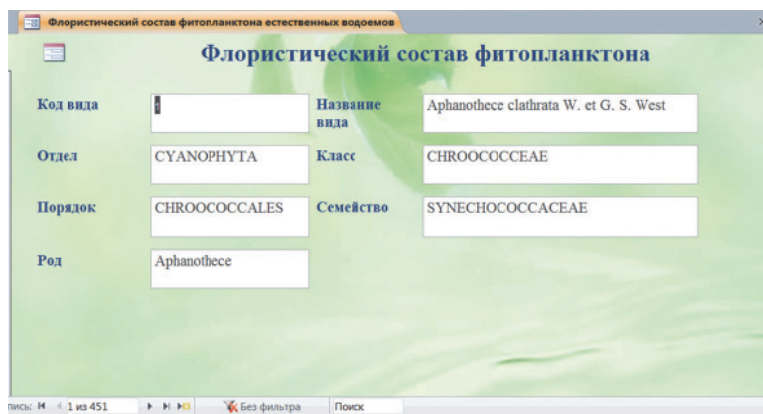 Флористический состав фитопланктона естественных водоемов
Флористический состав фитопланктона
Код вида 1 Название вида Aphanothece clathrata W. et G. S. West
Отдел CYANOPHYTA Класс CHROOCOCCEAE
Порядок CHROOCOCCALES Семейство SYNECHOCOCCACEAE
Род Aphanothece
1 из 451 Без фильтра Поиск